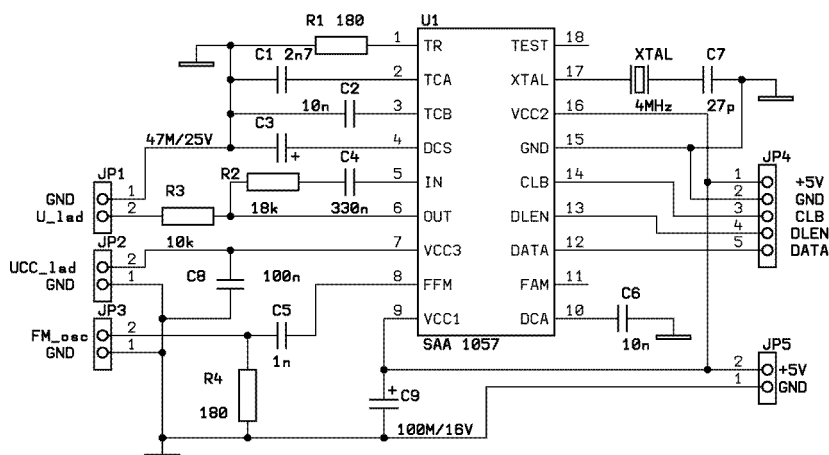 U1
R1 180
1 TR TEST 18
C1 2n7
XTAL C7
2 TCA XTAL 17
C2
4MHz 27p
10n
3 TCB VCC2 16
C3
47M/25V
+
4 DCS GND 15
C4
JP1
JP4
R2
5 IN CLB 14
1 +5V
GND 1
R3
2 GND
U_lad 2
18k 330n
6 OUT DLEN 13
3 CLB
4 DLEN
JP2
10k
7 VCC3 DATA 12
5 DATA
UCC_lad 2
C8 100n
GND 1
8 FFM FAM 11
JP3
C5
C6
FM_osc 2
9 VCC1 DCA 10
GND 1
1n
SAA 1057
10n
JP5
R4
2 +5V
+
C9
1 GND
180
100M/16V